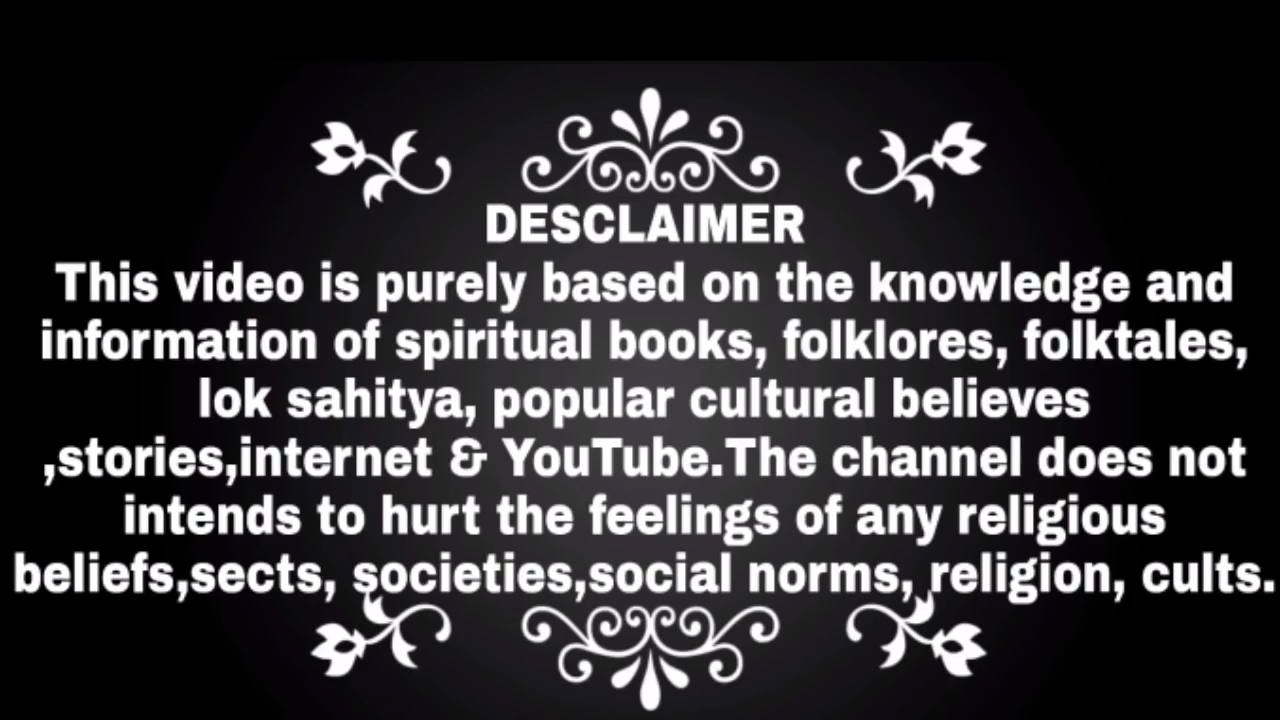 DESCLAIMER
This video is purely based on the knowledge and
information of spiritual books, folklores, folktales,
lok sahitya, popular cultural believes
,stories,internet & YouTube.The channel does not
intends to hurt the feelings of any religious
beliefs,sects, societies,social norms, religion, cults.